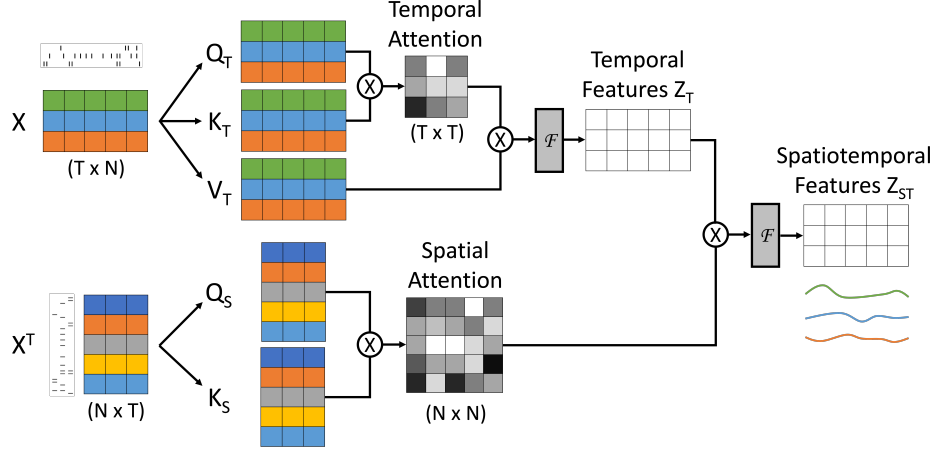 Temporal
Attention
Q_T
X
K_T
(T x N)
V_T
X
(T x T)
X
ℱ
Temporal
Features Z_T
Spatiotemporal
Features Z_ST
X
ℱ
Spatial
Attention
Q_S
X^T
K_S
(N x T)
X
(N x N)